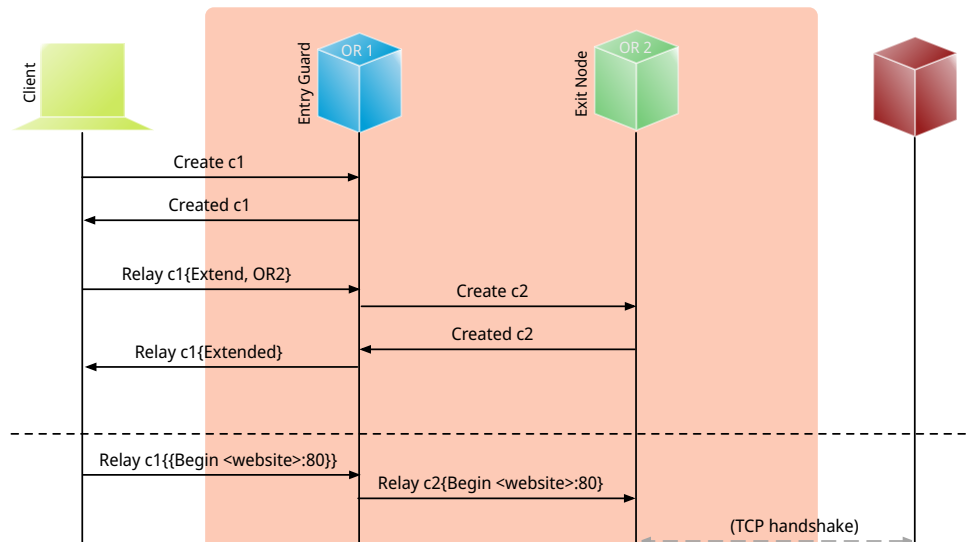 Client
Entry Guard
OR 1
Exit Node
OR 2
Create c1
Created c1
Relay c1{Extend, OR2}
Create c2
Created c2
Relay c1{Extended}
Relay c1{{Begin <website>:80}}
Relay c2{Begin <website>:80}
(TCP handshake)